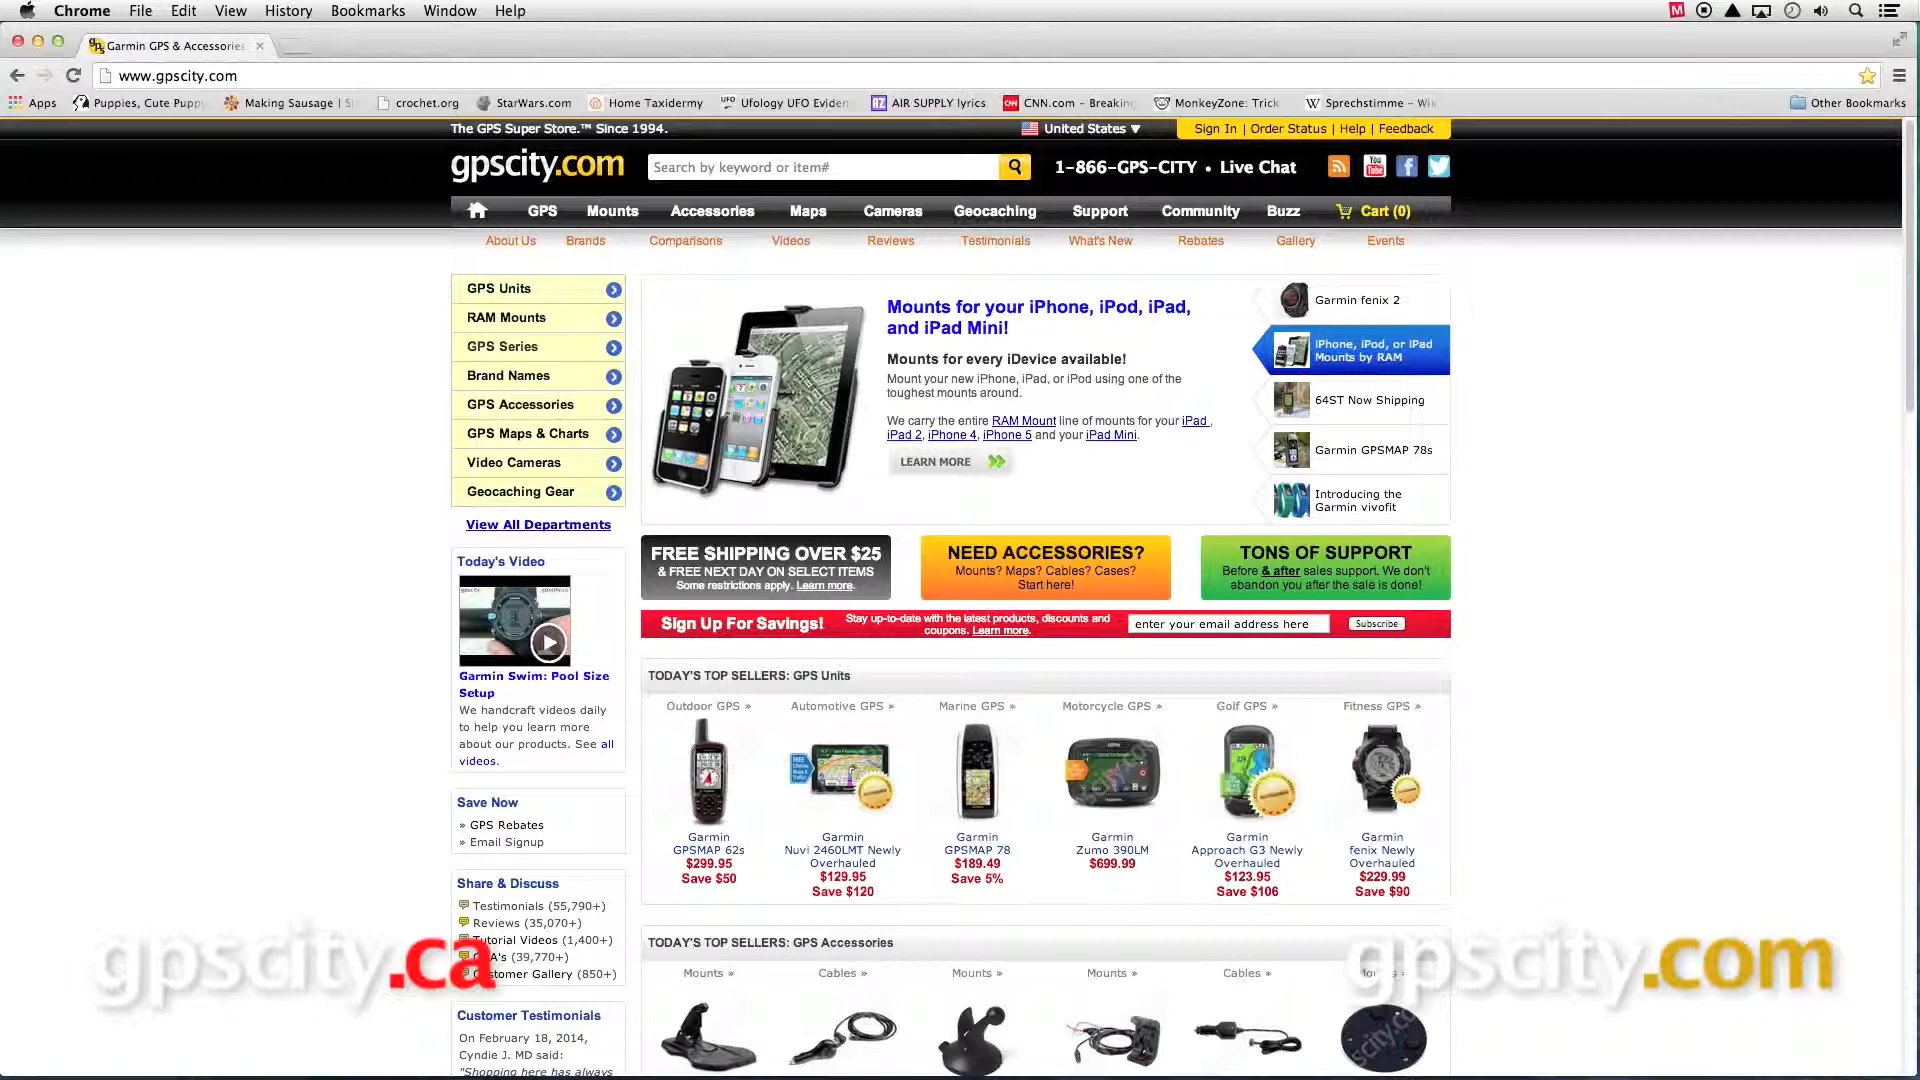 Chrome File Edit View History Bookmarks Window Help
Garmin GPS & Accessories
www.gpscity.com
Apps Puppies, Cute Pupp Making Sausage | crochet.org StarWars.com Home Taxidermy Ufology UFO Eviden AIR SUPPLY lyrics CNN.com - Breakin MonkeyZone: Trick Sprechstimme – Other Bookmarks
The GPS Super Store.™ Since 1994. United States ▼ Sign In | Order Status | Help | Feedback
gpscity.com Search by keyword or item# 1-866-GPS-CITY • Live Chat
GPS Mounts Accessories Maps Cameras Geocaching Support Community Buzz Cart (0)
About Us Brands Comparisons Videos Reviews Testimonials What's New Rebates Gallery Events
GPS Units
RAM Mounts
GPS Series
Brand Names
GPS Accessories
GPS Maps & Charts
Video Cameras
Geocaching Gear
View All Departments
Mounts for your iPhone, iPod, iPad,
and iPad Mini!
Mounts for every iDevice available!
Mount your new iPhone, iPad, or iPod using one of the
toughest mounts around.
We carry the entire RAM Mount line of mounts for your iPad ,
iPad 2, iPhone 4, iPhone 5 and your iPad Mini.
LEARN MORE
Garmin fenix 2
iPhone, iPod, or iPad
Mounts by RAM
64ST Now Shipping
Garmin GPSMAP 78s
Introducing the
Garmin vivofit
FREE SHIPPING OVER $25
& FREE NEXT DAY ON SELECT ITEMS
Some restrictions apply. Learn more.
NEED ACCESSORIES?
Mounts? Maps? Cables? Cases?
Start here!
TONS OF SUPPORT
Before & after sales support. We don't
abandon you after the sale is done!
Sign Up For Savings! Stay up-to-date with the latest products, discounts and
coupons. Learn more. enter your email address here Subscribe
Today's Video
Garmin Swim: Pool Size
Setup
We handcraft videos daily
to help you learn more
about our products. See all
videos.
Save Now
» GPS Rebates
» Email Signup
Share & Discuss
Testimonials (55,790+)
Reviews (35,070+)
Tutorial Videos (1,400+)
Q&A's (39,770+)
Customer Gallery (850+)
Customer Testimonials
On February 18, 2014,
Cyndie J. MD said:
"Shopping here has always
TODAY'S TOP SELLERS: GPS Units
Outdoor GPS » Automotive GPS » Marine GPS » Motorcycle GPS » Golf GPS » Fitness GPS »
Garmin
GPSMAP 62s
$299.95
Save $50
Garmin
Nuvi 2460LMT Newly
Overhauled
$129.95
Save $120
Garmin
GPSMAP 78
$189.49
Save 5%
Garmin
Zumo 390LM
$699.99
Garmin
Approach G3 Newly
Overhauled
$123.95
Save $106
Garmin
fenix Newly
Overhauled
$229.99
Save $90
TODAY'S TOP SELLERS: GPS Accessories
Mounts » Cables » Mounts » Mounts » Cables » Mounts »
gpscity.ca
gpscity.com